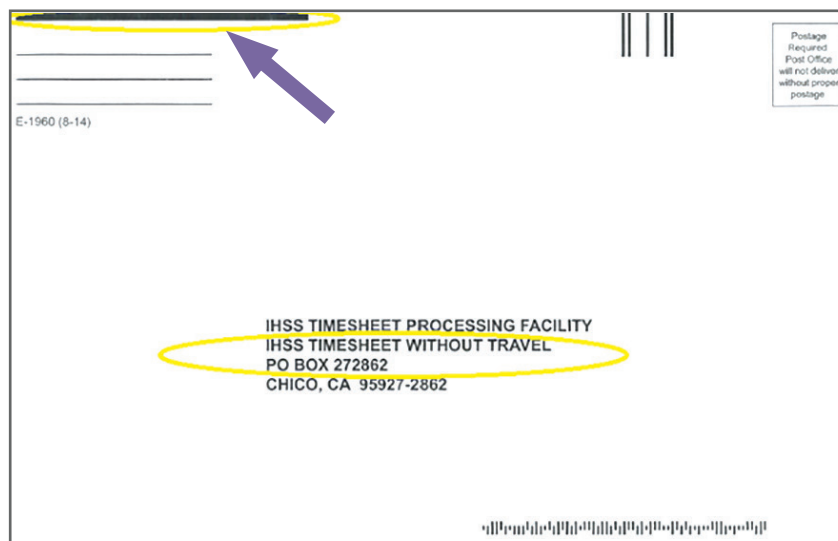 Postage
Required
Post Office
will not deliver
without proper
postage
E-1960 (8-14)
IHSS TIMESHEET PROCESSING FACILITY
IHSS TIMESHEET WITHOUT TRAVEL
PO BOX 272862
CHICO, CA 95927-2862